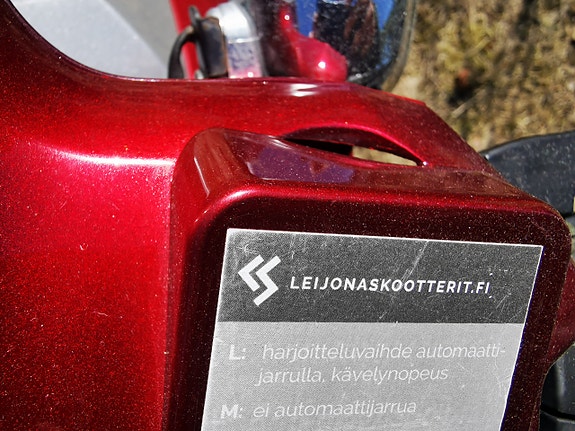 LEIJONASKOOTTERIT.FI
L: harjoitteluvaihde automaatti-
jarrulla, kävelynopeus
M: ei automaattijarrua